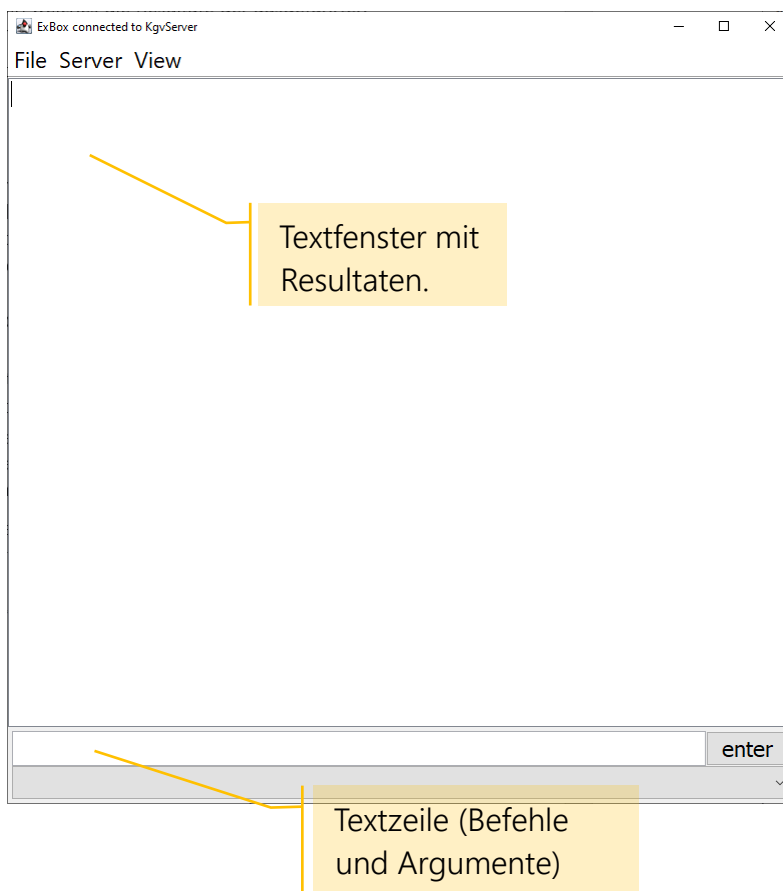 ExBox connected to KgvServer
File Server View
Textfenster mit
Resultaten.
enter
Textzeile (Befehle
und Argumente)